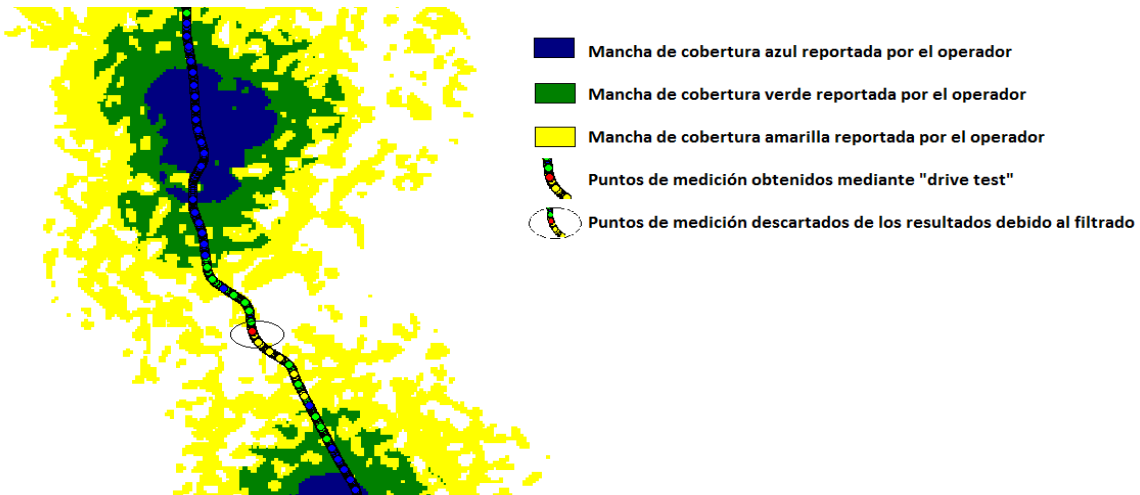 Mancha de cobertura azul reportada por el operador
Mancha de cobertura verde reportada por el operador
Mancha de cobertura amarilla reportada por el operador
Puntos de medición obtenidos mediante "drive test"
Puntos de medición descartados de los resultados debido al filtrado